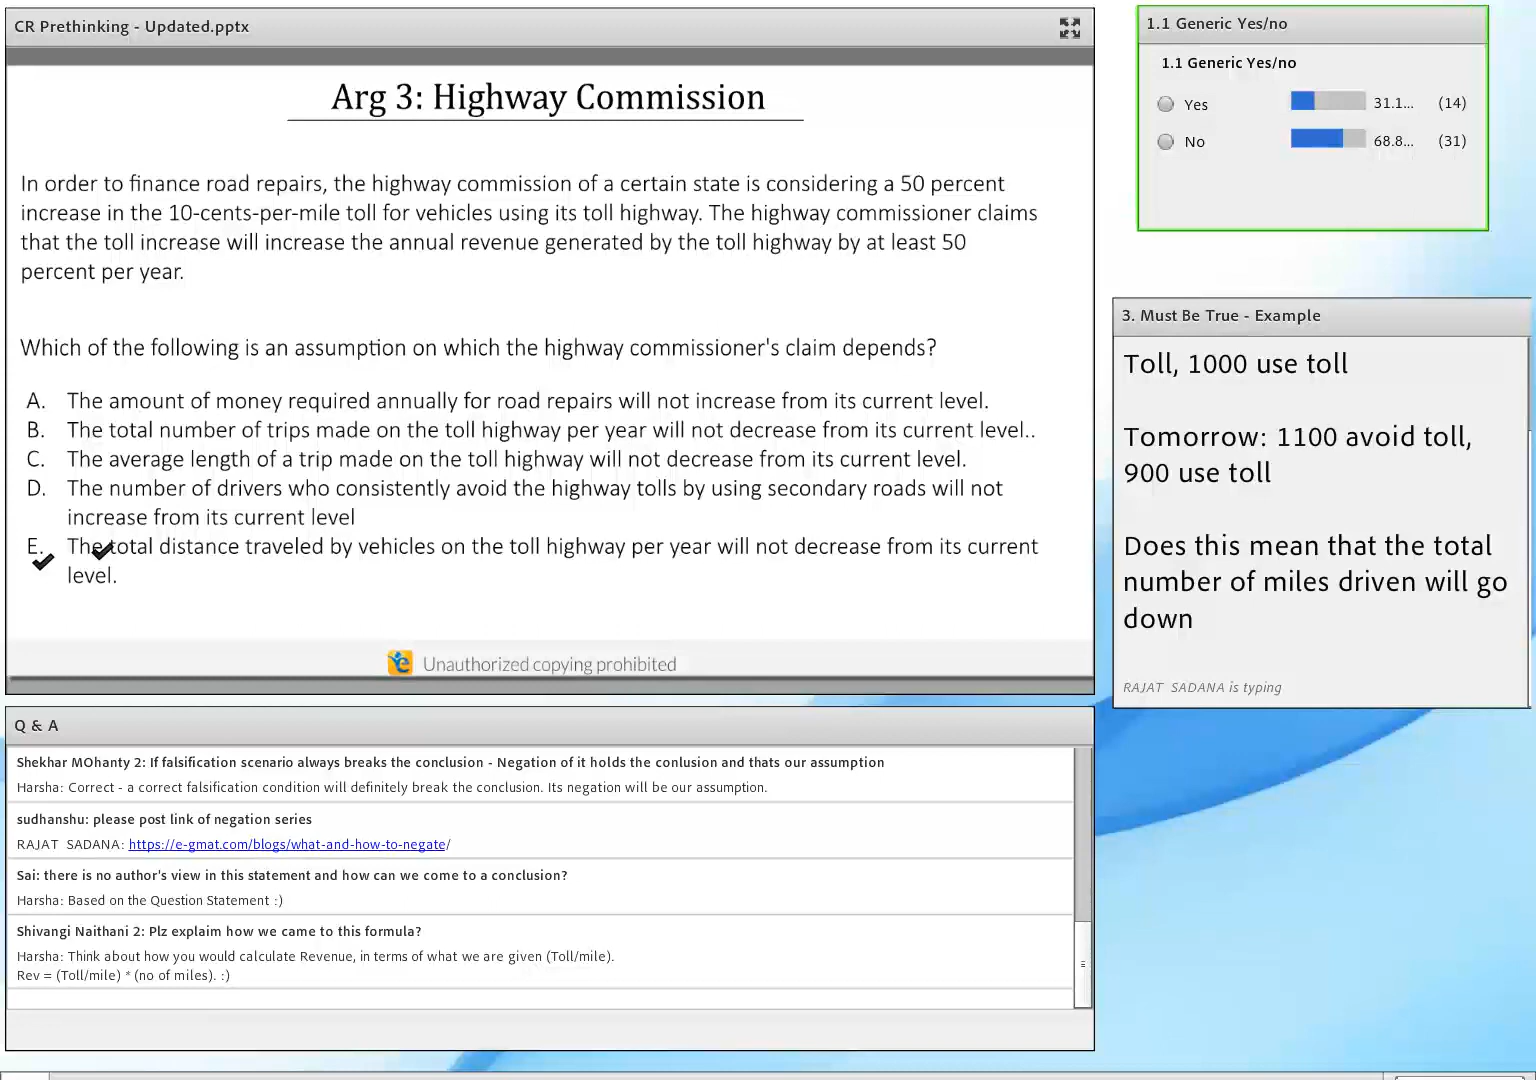 CR Prethinking - Updated.pptx
Arg 3: Highway Commission
In order to finance road repairs, the highway commission of a certain state is considering a 50 percent
increase in the 10-cents-per-mile toll for vehicles using its toll highway. The highway commissioner claims
that the toll increase will increase the annual revenue generated by the toll highway by at least 50
percent per year.
Which of the following is an assumption on which the highway commissioner's claim depends?
A. The amount of money required annually for road repairs will not increase from its current level.
B. The total number of trips made on the toll highway per year will not decrease from its current level..
C. The average length of a trip made on the toll highway will not decrease from its current level.
D. The number of drivers who consistently avoid the highway tolls by using secondary roads will not
increase from its current level
E. The total distance traveled by vehicles on the toll highway per year will not decrease from its current
level.
Unauthorized copying prohibited
1.1 Generic Yes/no
1.1 Generic Yes/no
Yes 31.1... (14)
No 68.8... (31)
3. Must Be True - Example
Toll, 1000 use toll
Tomorrow: 1100 avoid toll,
900 use toll
Does this mean that the total
number of miles driven will go
down
RAJAT SADANA is typing
Q & A
Shekhar MOhanty 2: If falsification scenario always breaks the conclusion - Negation of it holds the conlusion and thats our assumption
Harsha: Correct - a correct falsification condition will definitely break the conclusion. Its negation will be our assumption.
sudhanshu: please post link of negation series
RAJAT SADANA: https://e-gmat.com/blogs/what-and-how-to-negate/
Sai: there is no author's view in this statement and how can we come to a conclusion?
Harsha: Based on the Question Statement :)
Shivangi Naithani 2: Plz explaim how we came to this formula?
Harsha: Think about how you would calculate Revenue, in terms of what we are given (Toll/mile).
Rev = (Toll/mile) * (no of miles). :)